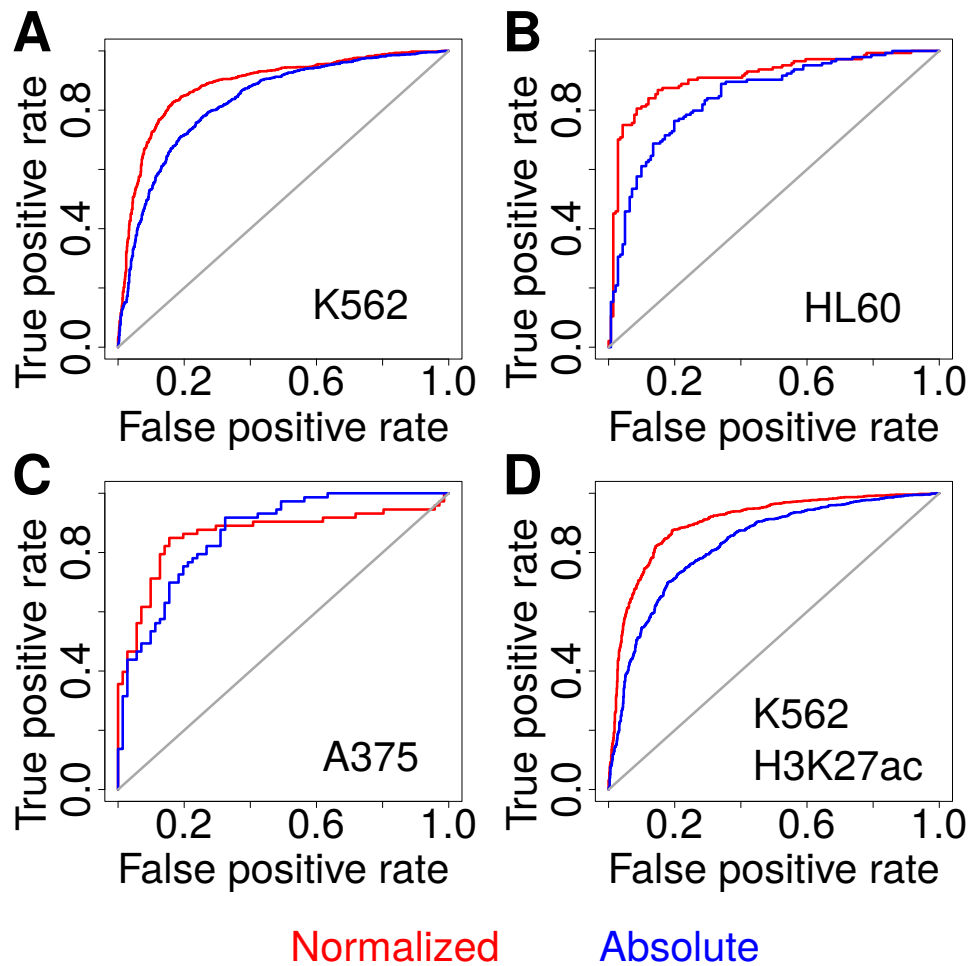 A
True positive rate
0.0 0.4 0.8
K562
0.2 0.6 1.0
False positive rate
B
True positive rate
0.0 0.4 0.8
HL60
0.2 0.6 1.0
False positive rate
C
True positive rate
0.0 0.4 0.8
A375
0.2 0.6 1.0
False positive rate
D
True positive rate
0.0 0.4 0.8
K562
H3K27ac
0.2 0.6 1.0
False positive rate
Normalized Absolute